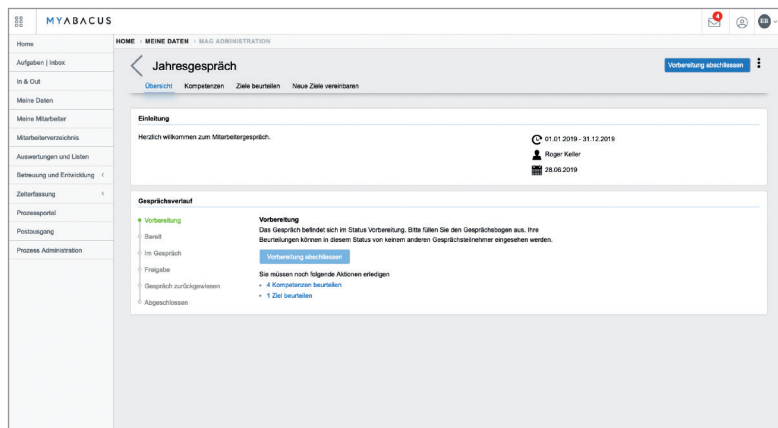 MYABACUS
4
EB
Home
Aufgaben | Inbox
In & Out
Meine Daten
Meine Mitarbeiter
Mitarbeiterverzeichnis
Auswertungen und Listen
Betreuung und Entwicklung
Zeiterfassung
Prozessportal
Postausgang
Prozess Administration
HOME > MEINE DATEN > MAG ADMINISTRATION
Jahresgespräch
Vorbereitung abschliessen
Übersicht Kompetenzen Ziele beurteilen Neue Ziele vereinbaren
Einleitung
Herzlich willkommen zum Mitarbeitergespräch.
01.01.2019 - 31.12.2019
Roger Keller
28.06.2019
Gesprächsverlauf
Vorbereitung
Bereit
Im Gespräch
Freigabe
Gespräch zurückgewiesen
Abgeschlossen
Vorbereitung
Das Gespräch befindet sich im Status Vorbereitung. Bitte füllen Sie den Gesprächsbogen aus. Ihre
Beurteilungen können in diesem Status von keinem anderen Gesprächsteilnehmer eingesehen werden.
Vorbereitung abschliessen
Sie müssen noch folgende Aktionen erledigen
• 4 Kompetenzen beurteilen
• 1 Ziel beurteilen